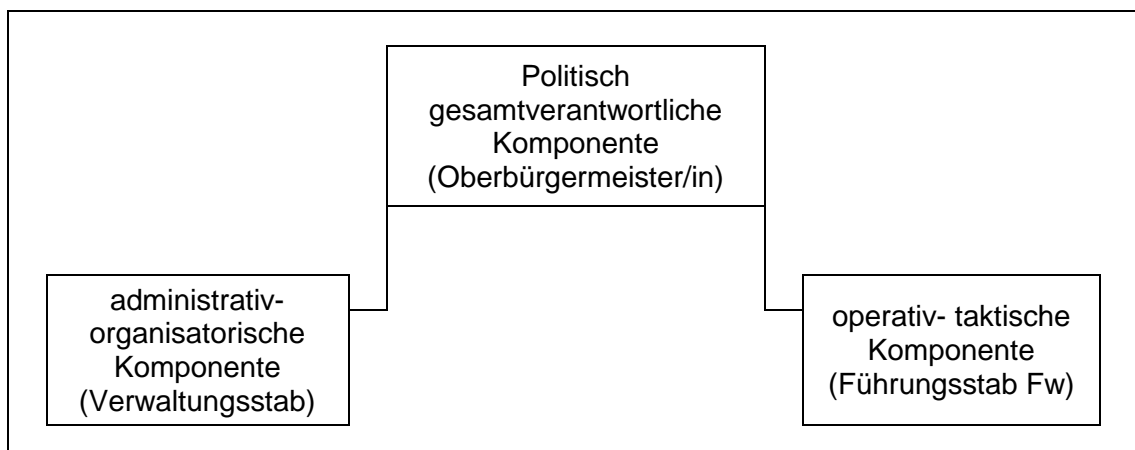 Politisch
gesamtverantwortliche
Komponente
(Oberbürgermeister/in)
administrativ-
organisatorische
Komponente
(Verwaltungsstab)
operativ- taktische
Komponente
(Führungsstab Fw)